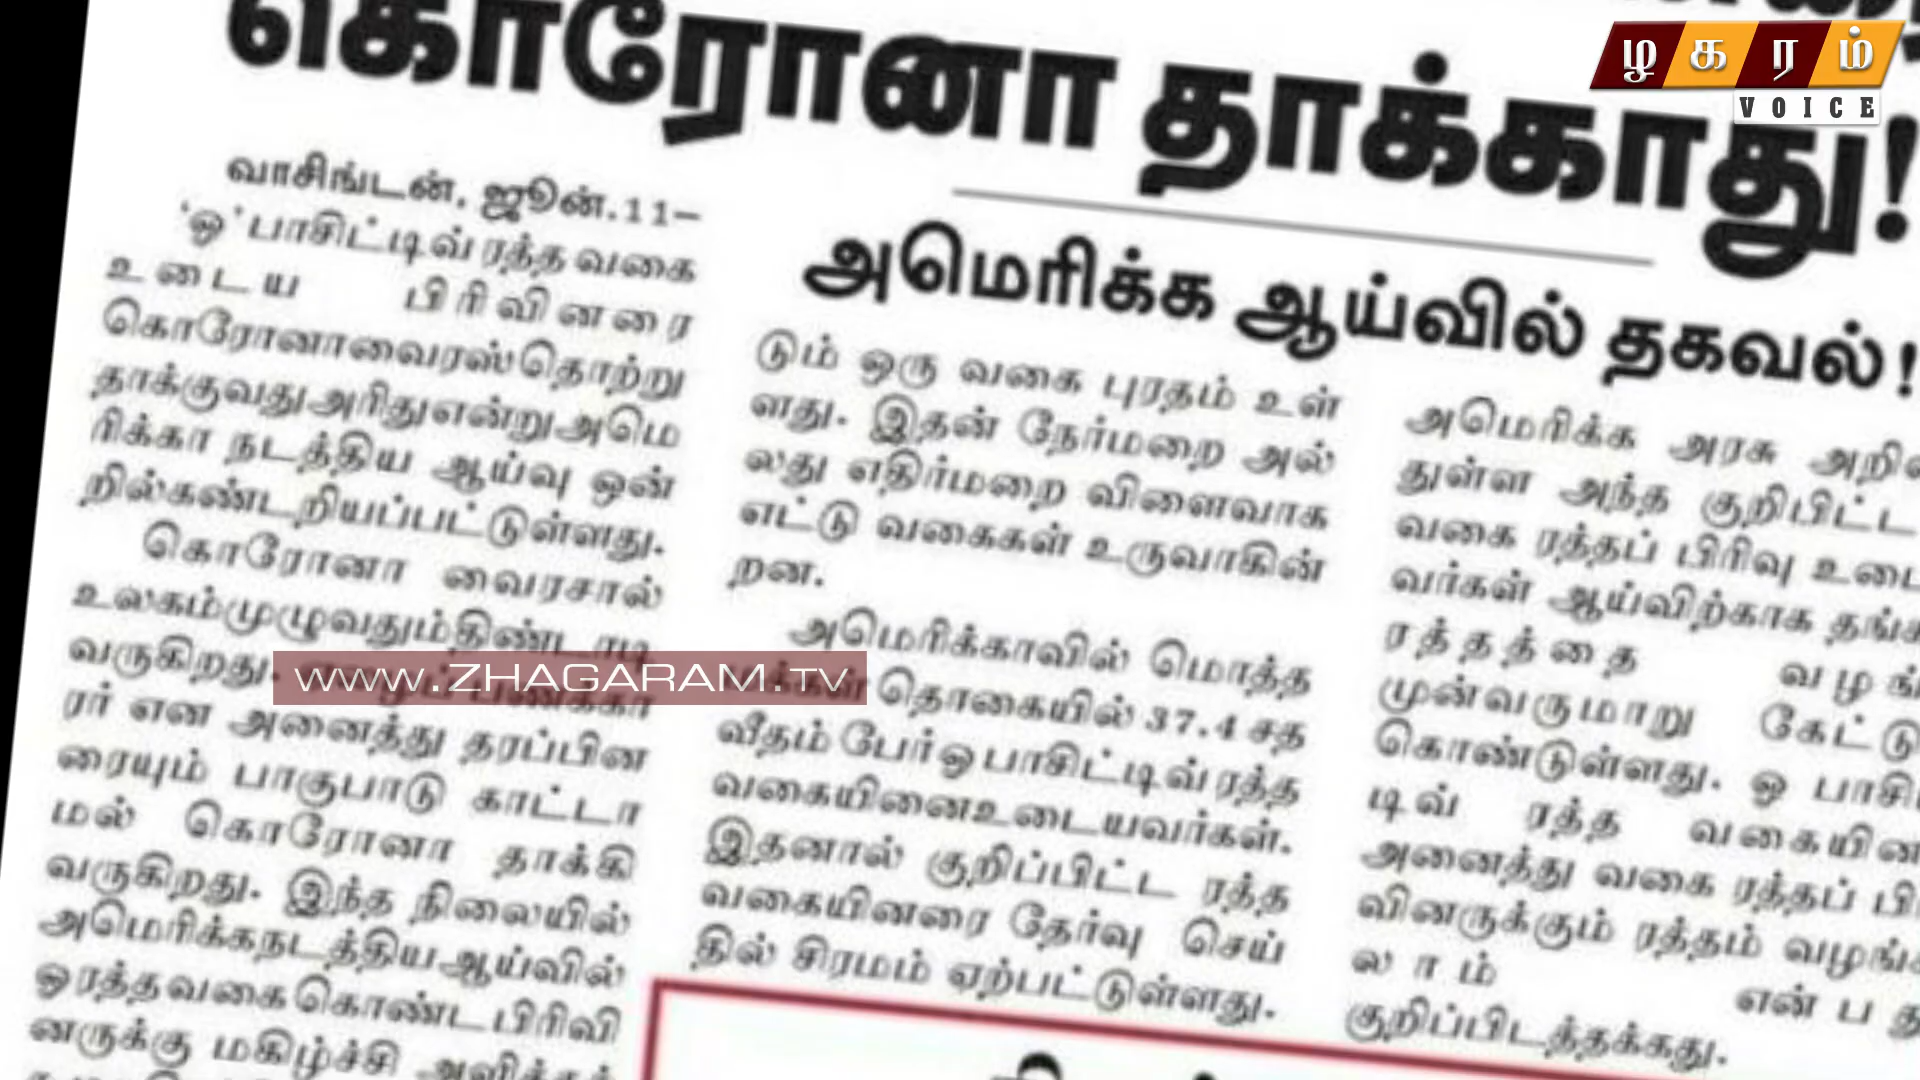 கொரோனா தாக்காது!
ழகரம்
VOICE
அமெரிக்க ஆய்வில் தகவல்!
வாசிங்டன், ஜூன்.11–
'ஓ' பாசிட்டிவ் ரத்த வகை
உடைய பிரிவினரை
கொரோனா வைரஸ் தொற்று
தாக்குவது அரிது என்று அமெ
ரிக்கா நடத்திய ஆய்வு ஒன்
றில் கண்டறியப்பட்டுள்ளது.
கொரோனா வைரசால்
உலகம் முழுவதும் திண்டாடி
வருகிறது.
ரர் என அனைத்து தரப்பின
ரையும் பாகுபாடு காட்டா
மல் கொரோனா தாக்கி
வருகிறது. இந்த நிலையில்
அமெரிக்க நடத்திய ஆய்வில்
ஓ ரத்த வகை கொண்ட பிரிவி
னருக்கு மகிழ்ச்சி
www.ZHAGARAM.tv
டும் ஒரு வகை புரதம் உள்
ளது. இதன் நேர்மறை அல்
லது எதிர்மறை விளைவாக
எட்டு வகைகள் உருவாகின்
றன.
அமெரிக்காவில் மொத்த
மக்கள் தொகையில் 37.4 சத
வீதம் பேர் ஓ பாசிட்டிவ் ரத்த
வகையினை உடையவர்கள்.
இதனால் குறிப்பிட்ட ரத்த
வகையினரை தேர்வு செய்
தில் சிரமம் ஏற்பட்டுள்ளது.
அமெரிக்க அரசு
துள்ள அந்த குறிபிட்ட
வகை ரத்தப் பிரிவு
வர்கள் ஆய்விற்காக
ரத்தத்தை
முன்வருமாறு
கொண்டுள்ளது. ஓ
டிவ் ரத்த
அனைத்து வகை ரத்தப்
வினருக்கும் ரத்தம்
லாம்
குறிப்பிடத்தக்கது.